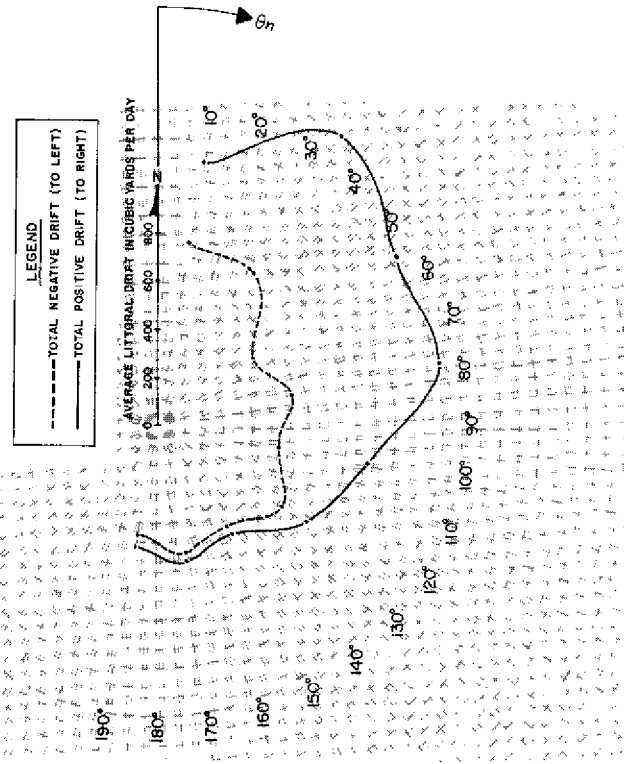 LEGEND
TOTAL NEGATIVE DRIFT (TO LEFT)
TOTAL POSITIVE DRIFT (TO RIGHT)
AVERAGE LITTORAL DRIFT IN CUBIC YARDS PER DAY
0 200 400 600 800
N
θn
10°
20°
30°
40°
50°
60°
70°
80°
90°
100°
110°
120°
130°
140°
150°
160°
170°
180°
190°